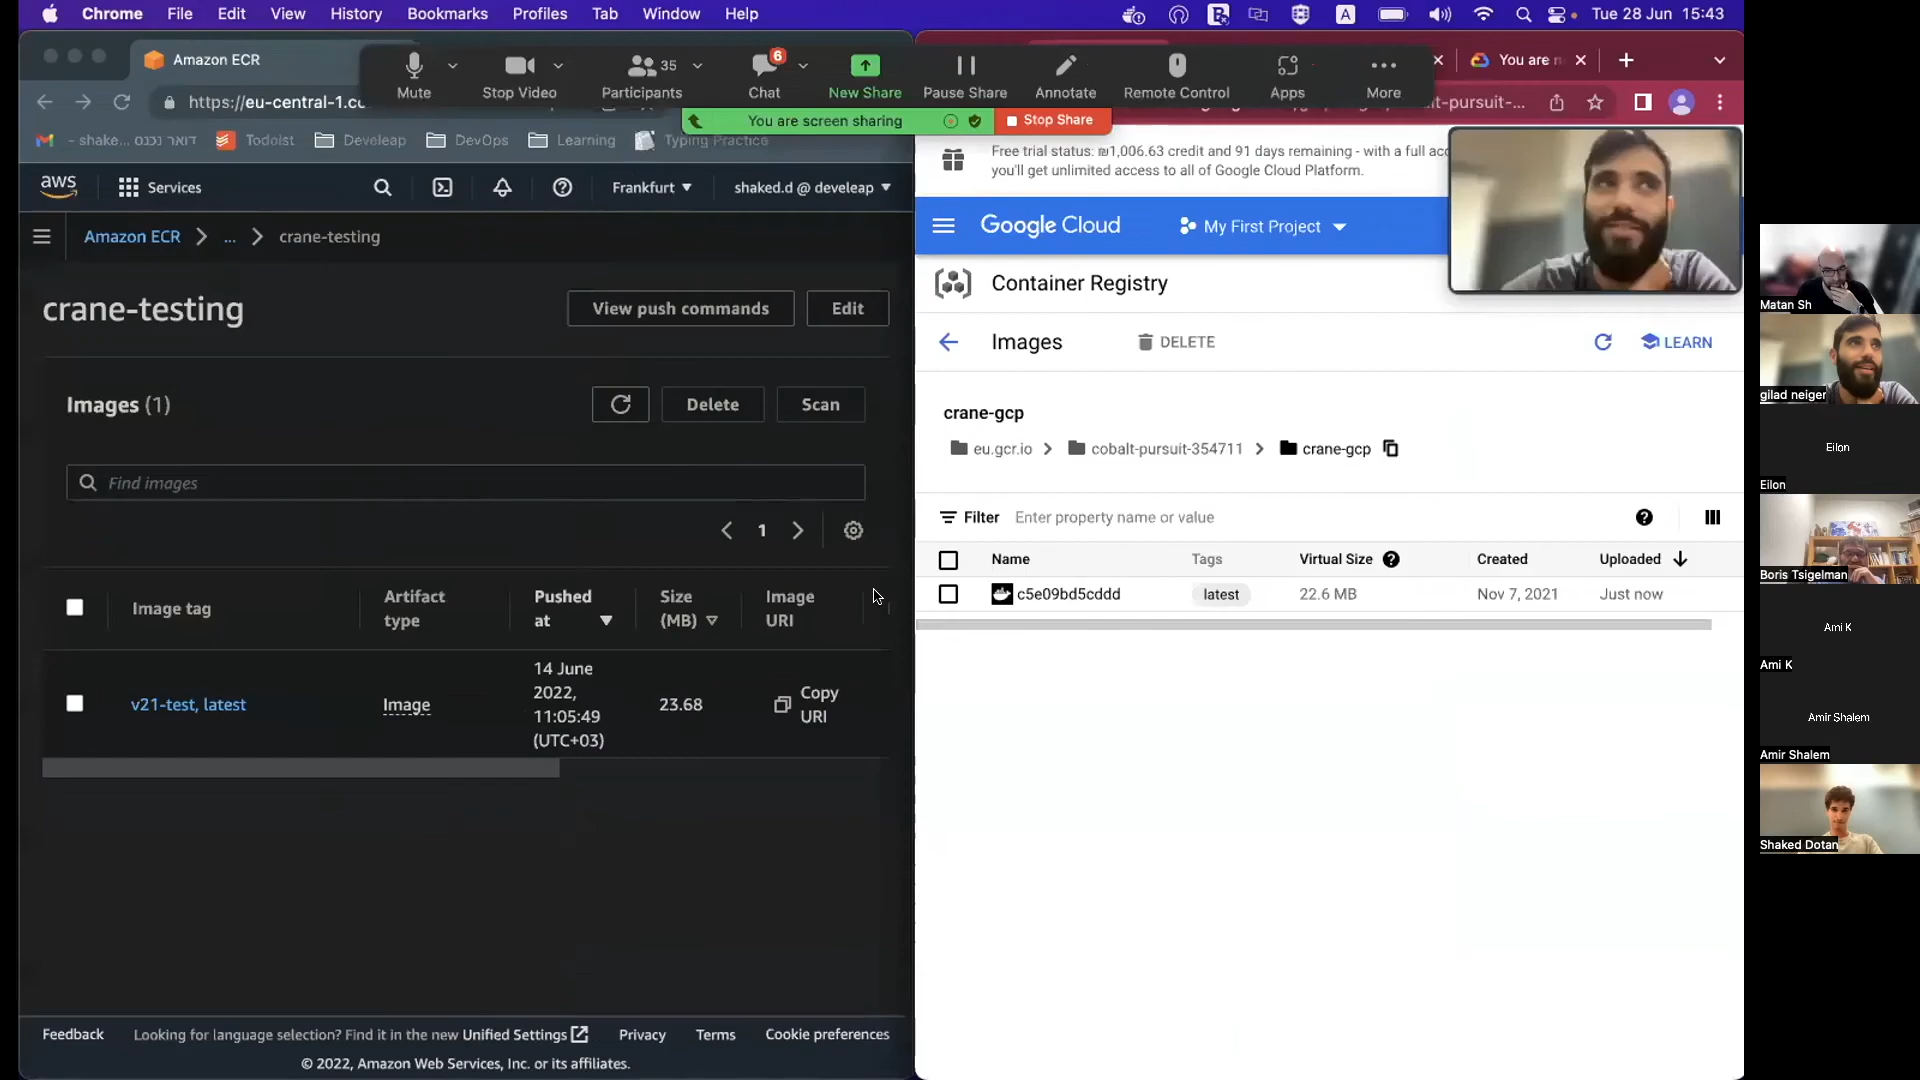 Chrome File Edit View History Bookmarks Profiles Tab Window Help
A
Tue 28 Jun 15:43
Amazon ECR
https://eu-central-1.co
- shake... דואר נכנס
Todoist
Develeap
DevOps
Learning
Typing Practice
Mute
Stop Video
35
Participants
6
Chat
New Share
Pause Share
Annotate
Remote Control
Apps
More
You are screen sharing
Stop Share
You are n
lt-pursuit-...
aws
Services
Frankfurt
shaked.d @ develeap
Amazon ECR
...
crane-testing
crane-testing
View push commands
Edit
Images (1)
Delete
Scan
Find images
1
Image tag
Artifact type
Pushed at
Size (MB)
Image URI
v21-test, latest
Image
14 June 2022, 11:05:49 (UTC+03)
23.68
Copy URI
Feedback
Looking for language selection? Find it in the new Unified Settings
Privacy
Terms
Cookie preferences
© 2022, Amazon Web Services, Inc. or its affiliates.
Free trial status: ₪1,006.63 credit and 91 days remaining - with a full acc
you'll get unlimited access to all of Google Cloud Platform.
Google Cloud
My First Project
Container Registry
Images
DELETE
LEARN
crane-gcp
eu.gcr.io
cobalt-pursuit-354711
crane-gcp
Filter
Enter property name or value
Name
Tags
Virtual Size
Created
Uploaded
c5e09bd5cddd
latest
22.6 MB
Nov 7, 2021
Just now
Matan Sh
gilad neiger
Eilon
Eilon
Boris Tsigelman
Ami K
Ami K
Amir Shalem
Amir Shalem
Shaked Dotan